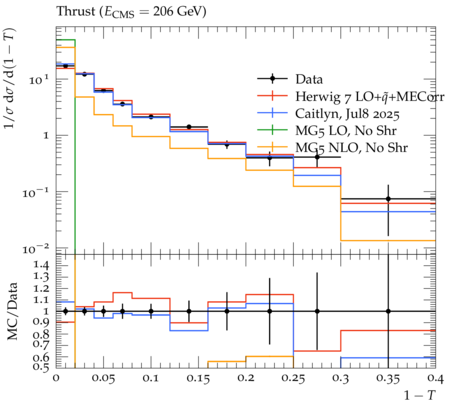 Thrust (E_CMS = 206 GeV)
1/σ dσ/d(1 − T)
10^1
1
10^−1
10^−2
Data
Herwig 7 LO+q̃+MECorr
Caitlyn, Jul8 2025
MG5 LO, No Shr
MG5 NLO, No Shr
MC/Data
1.4
1.3
1.2
1.1
1
0.9
0.8
0.7
0.6
0.5
0 0.05 0.1 0.15 0.2 0.25 0.3 0.35 0.4
1 − T